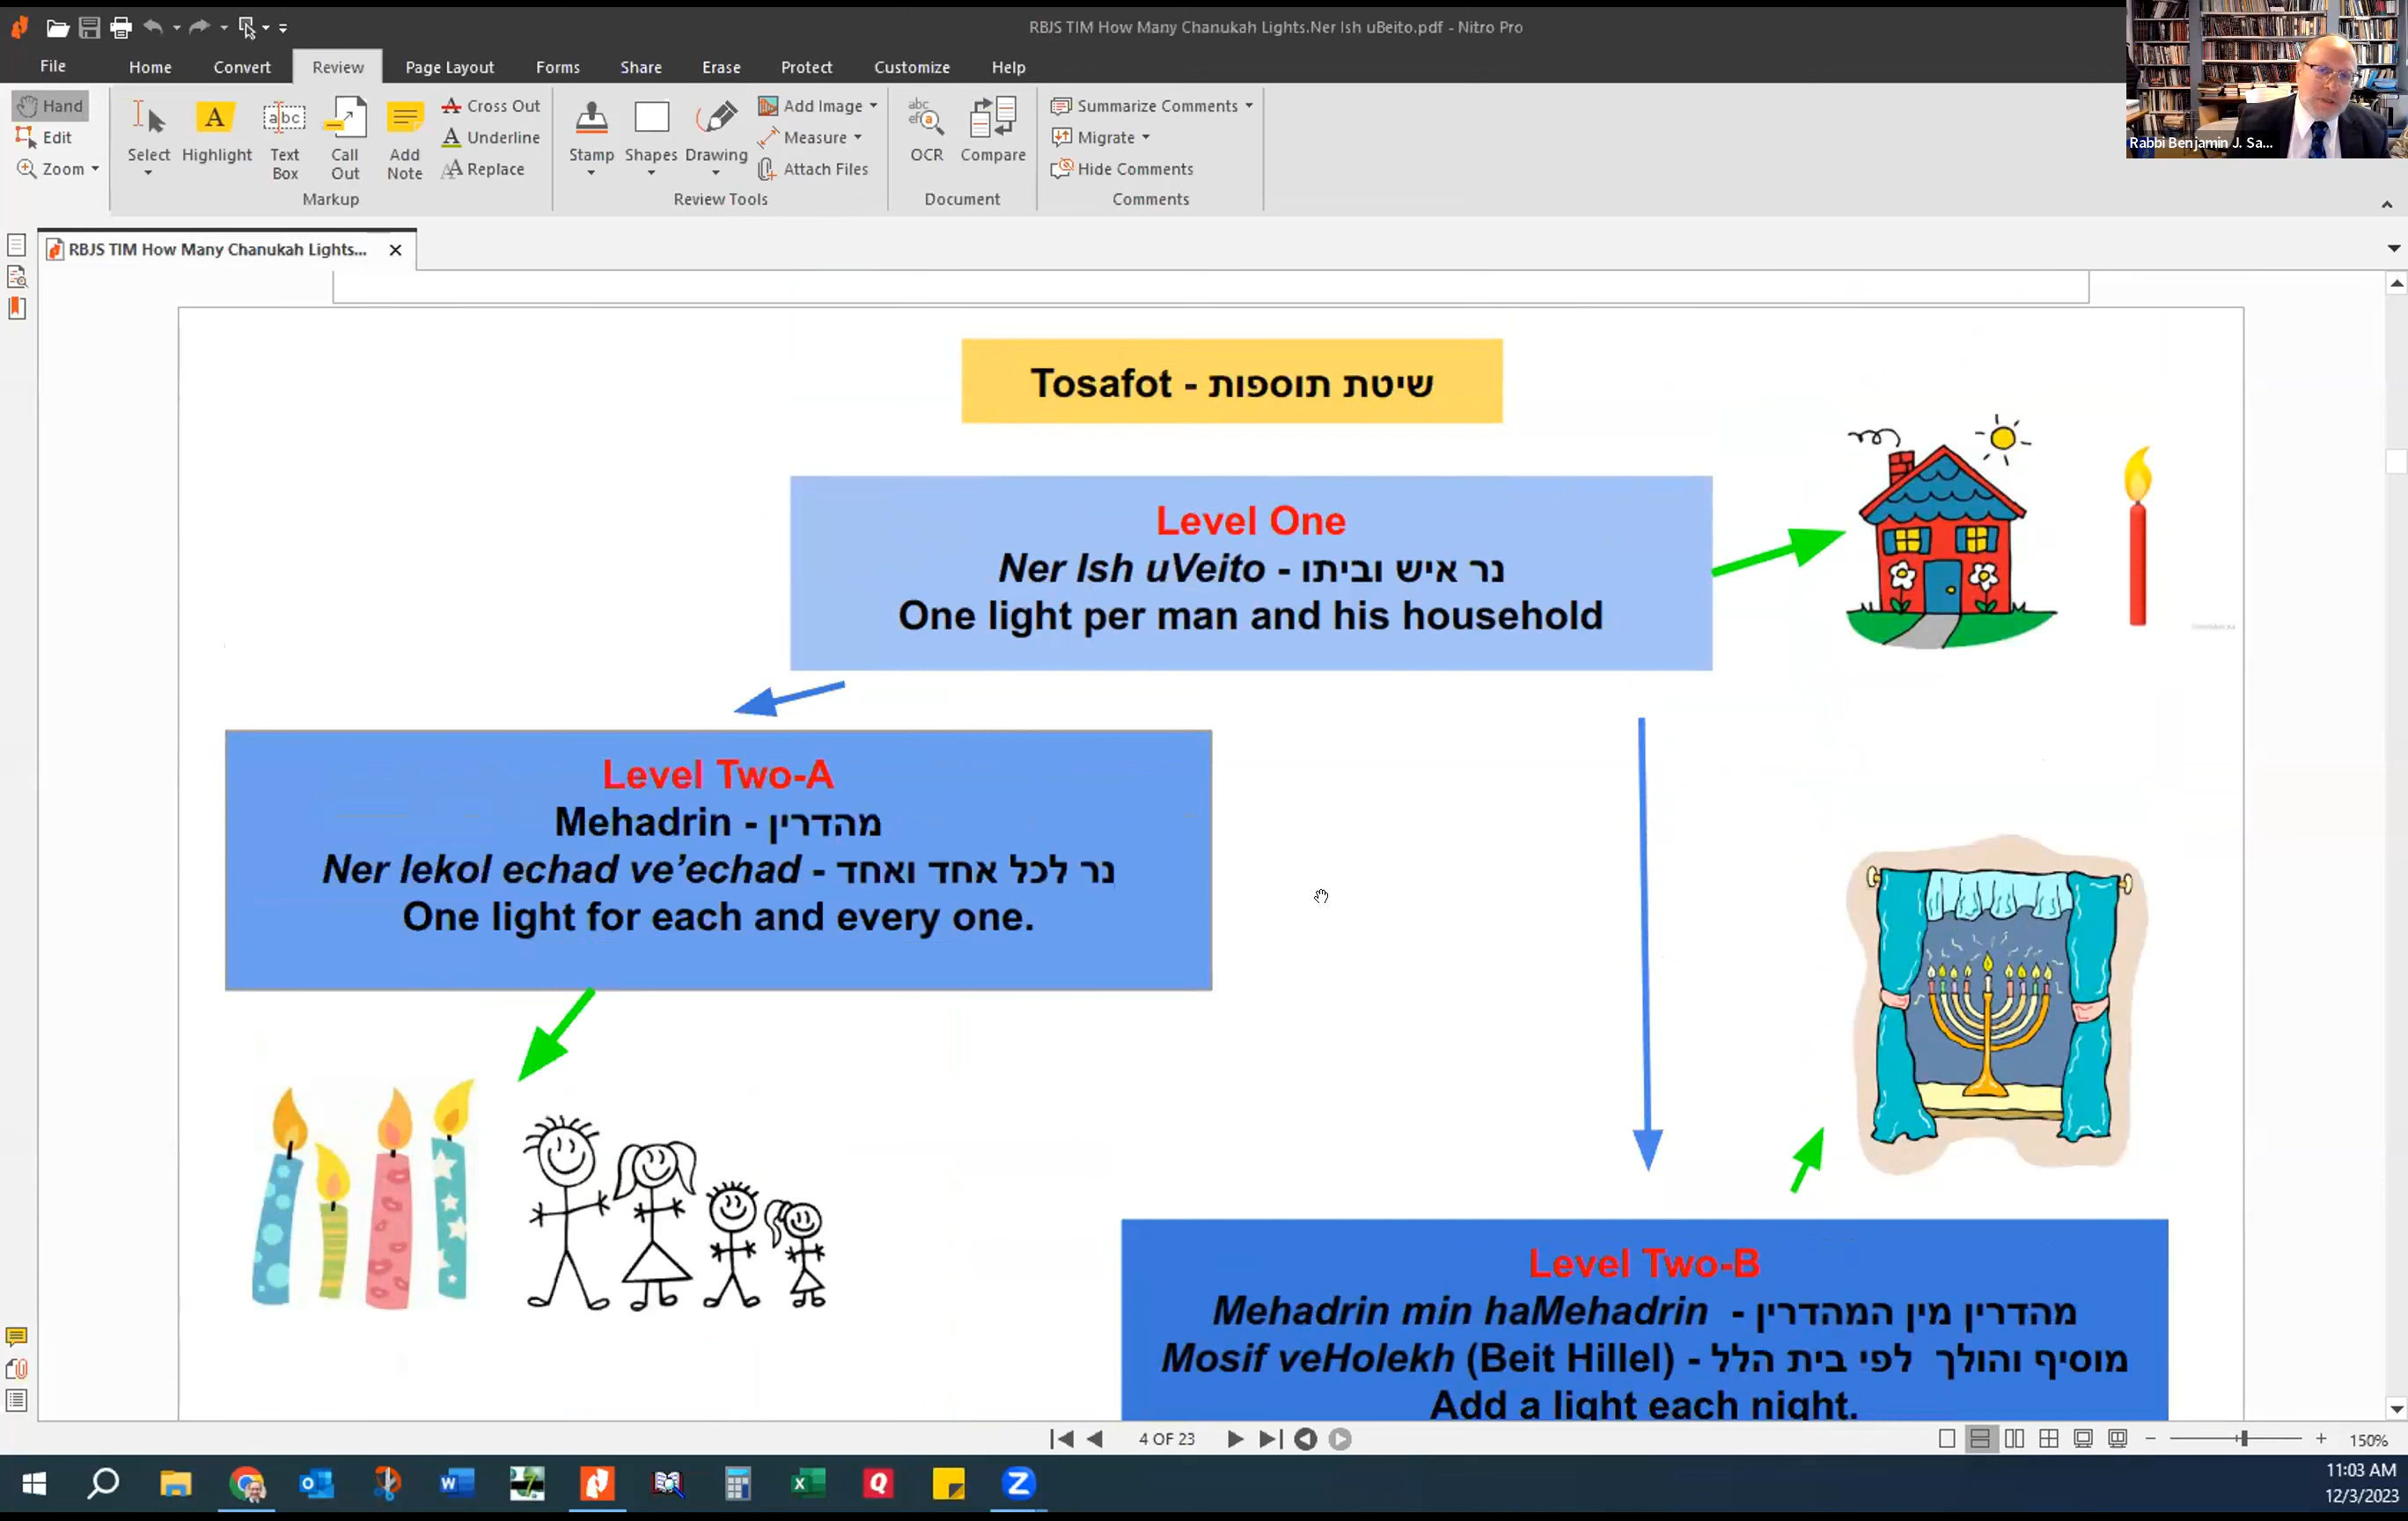 RBJS TIM How Many Chanukah Lights.Ner Ish uBeito.pdf - Nitro Pro
File
Home
Convert
Review
Page Layout
Forms
Share
Erase
Protect
Customize
Help
Hand
Edit
Zoom
Select
Highlight
Text Box
Call Out
Add Note
Cross Out
Underline
Replace
Markup
Stamp
Shapes
Drawing
Add Image
Measure
Attach Files
Review Tools
OCR
Compare
Document
Summarize Comments
Migrate
Hide Comments
Comments
Rabbi Benjamin J. Sa...
RBJS TIM How Many Chanukah Lights...
Tosafot - שיטת תוספות
Level One
Ner Ish uVeito - נר איש וביתו
One light per man and his household
Level Two-A
Mehadrin - מהדרין
Ner lekol echad ve’echad - נר לכל אחד ואחד
One light for each and every one.
Level Two-B
Mehadrin min haMehadrin - מהדרין מין המהדרין
Mosif veHolekh (Beit Hillel) - מוסיף והולך לפי בית הלל
Add a light each night.
4 OF 23
150%
11:03 AM
12/3/2023